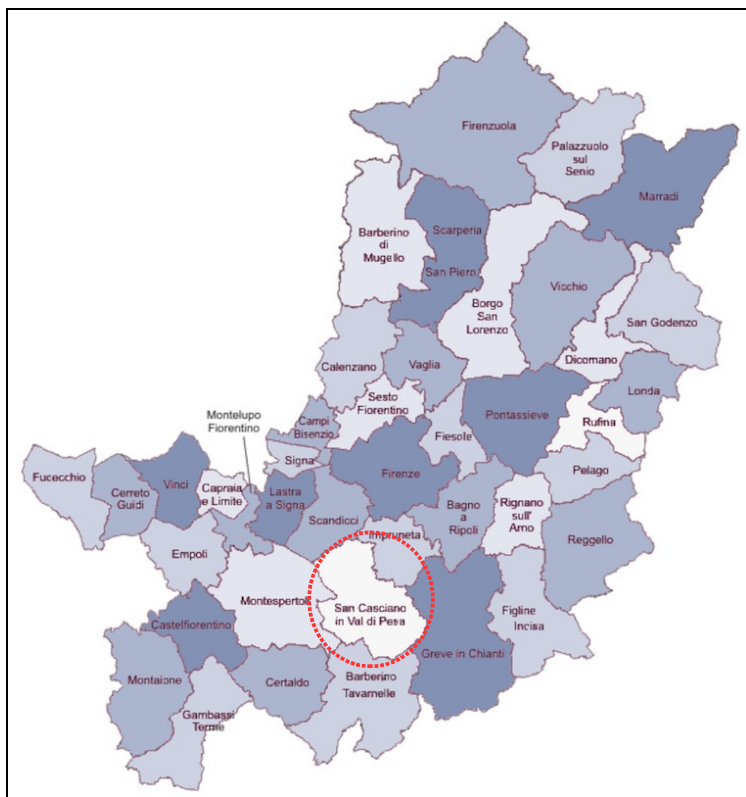 Firenzuola
Palazzuolo
sul
Senio
Marradi
Scarperia
San Piero
Barberino
di
Mugello
Borgo
San
Lorenzo
Vicchio
San Godenzo
Dicomano
Calenzano
Vaglia
Londa
Sesto
Fiorentino
Pontassieve
Rufina
Montelupo
Fiorentino
Campi
Bisenzio
Fiesole
Signa
Firenze
Pelago
Fucecchio
Cerreto
Guidi
Vinci
Capraia
e Limite
Lastra
a Signa
Scandicci
Bagno
a
Ripoli
Rignano
sull'
Arno
Reggello
Empoli
Impruneta
Montespertoli
San Casciano
in Val di Pesa
Figline
Incisa
Castelfiorentino
Greve in Chianti
Montaione
Certaldo
Barberino
Tavarnelle
Gambassi
Terme